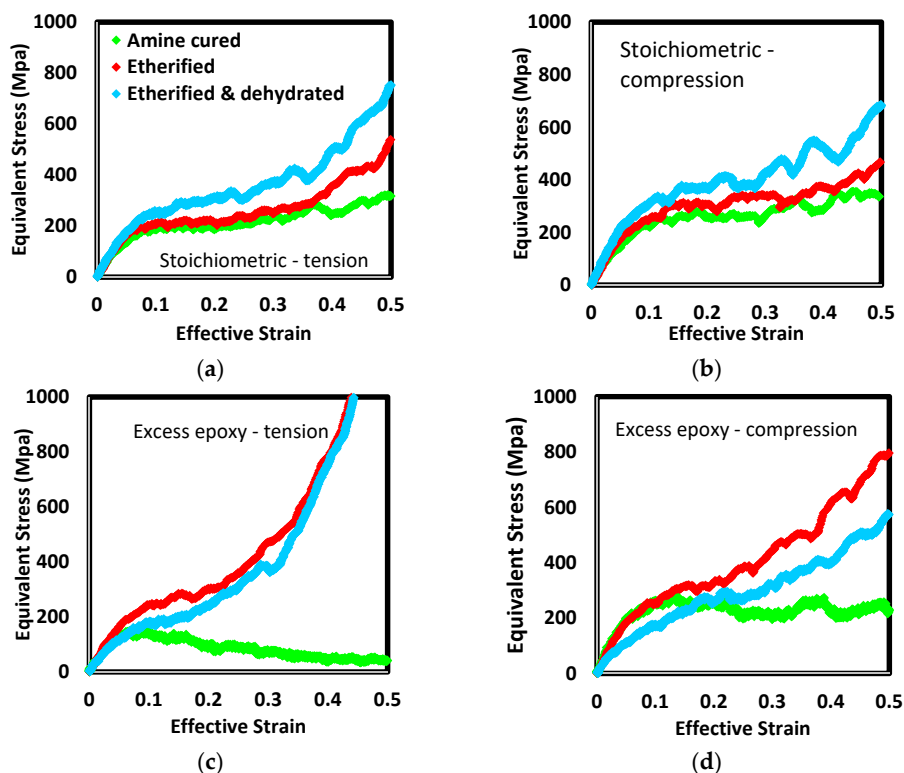 1000
800
600
400
200
0
Equivalent Stress (Mpa)
Amine cured
Etherified
Etherified & dehydrated
Stoichiometric - tension
0 0.1 0.2 0.3 0.4 0.5
Effective Strain
(a)
1000
800
600
400
200
0
Equivalent Stress (Mpa)
Stoichiometric -
compression
0 0.1 0.2 0.3 0.4 0.5
Effective Strain
(b)
1000
800
600
400
200
0
Equivalent Stress (Mpa)
Excess epoxy - tension
0 0.1 0.2 0.3 0.4 0.5
Effective Strain
(c)
1000
800
600
400
200
0
Equivalent Stress (Mpa)
Excess epoxy - compression
0 0.1 0.2 0.3 0.4 0.5
Effective Strain
(d)